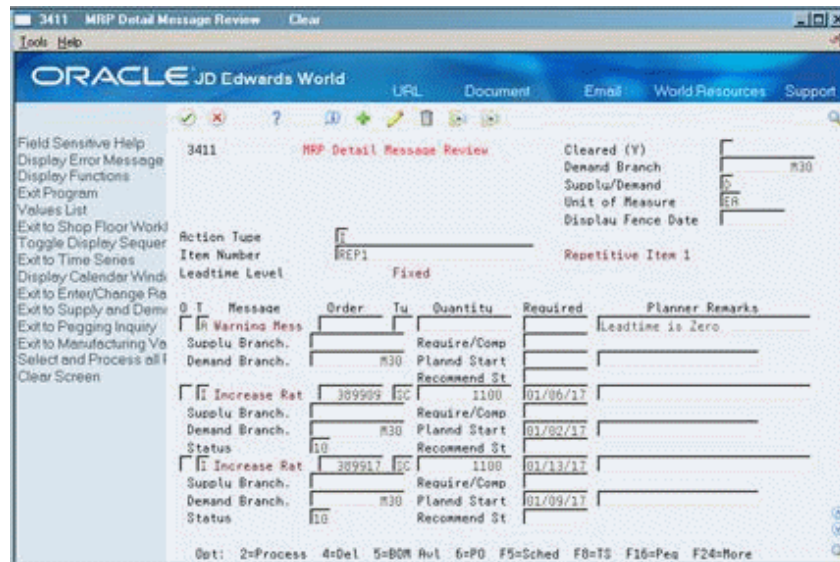 3411 MRP Detail Message Review Clear
Tools Help
ORACLE JD Edwards World
URL Document Email World Resources Support
Field Sensitive Help
Display Error Message
Display Functions
Exit Program
Values List
Exit to Shop Floor Workl
Toggle Display Sequer
Exit to Time Series
Display Calendar Wind
Exit to Enter/Change Ra
Exit to Supply and Dem
Exit to Pegging Inquiry
Exit to Manufacturing Va
Select and Process all
Clear Screen
3411 MRP Detail Message Review Cleared (Y)
Demand Branch M30
Supply/Demand D
Unit of Measure EA
Display Fence Date
Action Type I
Item Number REP1 Repetitive Item 1
Leadtime Level Fixed
O T Message Order Ty Quantity Required Planner Remarks
A Warning Mess Leadtime is Zero
Supply Branch. Require/Comp
Demand Branch. M30 Plannd Start
Recommend St
I Increase Rat 389909 SC 1100 01/06/17
Supply Branch. Require/Comp
Demand Branch. M30 Plannd Start 01/02/17
Status 10 Recommend St
I Increase Rat 389917 SC 1100 01/13/17
Supply Branch. Require/Comp
Demand Branch. M30 Plannd Start 01/09/17
Status 10 Recommend St
Opt: 2=Process 4=Del 5=BOM Avl 6=PO F5=Sched F8=TS F16=Peg F24=More